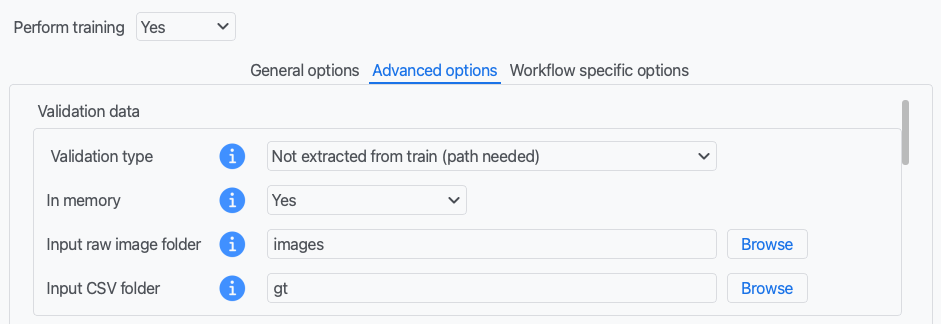 Perform training Yes
General options Advanced options Workflow specific options
Validation data
Validation type i Not extracted from train (path needed)
In memory i Yes
Input raw image folder i images Browse
Input CSV folder i gt Browse